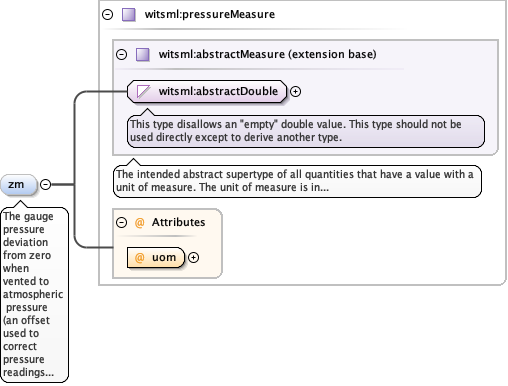 witsml:pressureMeasure
witsml:abstractMeasure (extension base)
witsml:abstractDouble
This type disallows an "empty" double value. This type should not be
used directly except to derive another type.
The intended abstract supertype of all quantities that have a value with a
unit of measure. The unit of measure is in...
zm
The gauge
pressure
deviation
from zero
when
vented to
atmospheric
pressure
(an offset
used to
correct
pressure
readings...
@ Attributes
@ uom